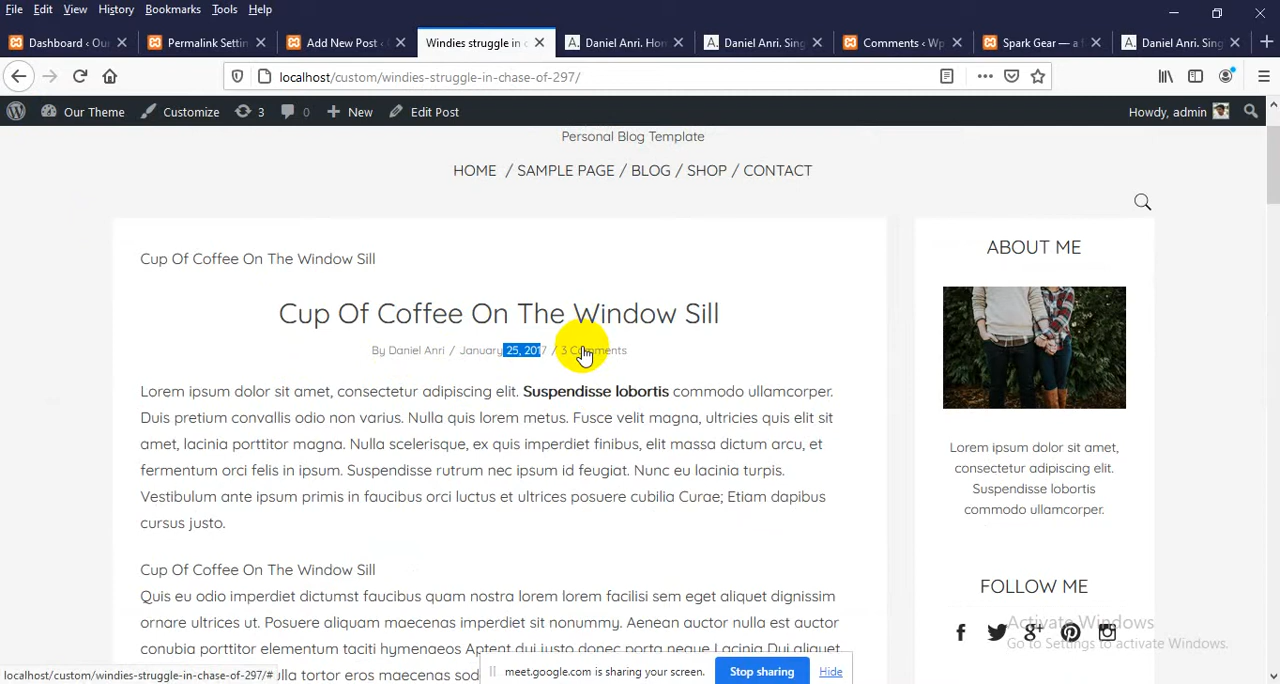 File Edit View History Bookmarks Tools Help
Dashboard ‹ Ou
Permalink Settin
Add New Post ‹
Windies struggle in c
A. Daniel Anri. Hor
A. Daniel Anri. Sing
Comments ‹ Wp
Spark Gear — a f
A. Daniel Anri. Sing
localhost/custom/windies-struggle-in-chase-of-297/
Our Theme Customize 3 0 New Edit Post Howdy, admin
Personal Blog Template
HOME / SAMPLE PAGE / BLOG / SHOP / CONTACT
Cup Of Coffee On The Window Sill
Cup Of Coffee On The Window Sill
By Daniel Anri / January 25, 2017 / 3 Comments
Lorem ipsum dolor sit amet, consectetur adipiscing elit. Suspendisse lobortis commodo ullamcorper.
Duis pretium convallis odio non varius. Nulla quis lorem metus. Fusce velit magna, ultricies quis elit sit
amet, lacinia porttitor magna. Nulla scelerisque, ex quis imperdiet finibus, elit massa dictum arcu, et
fermentum orci felis in ipsum. Suspendisse rutrum nec ipsum id feugiat. Nunc eu lacinia turpis.
Vestibulum ante ipsum primis in faucibus orci luctus et ultrices posuere cubilia Curae; Etiam dapibus
cursus justo.
Cup Of Coffee On The Window Sill
Quis eu odio imperdiet dictumst faucibus quam nostra lorem lorem facilisi sem eget aliquet dignissim
ornare ultrices ut. Posuere aliquam maecenas imperdiet sit nonummy. Aenean auctor nulla est auctor
conubia porttitor elementum taciti hymenaeos Aptent dui justo donec porta neque Lacinia Dui aliquet
ulla tortor eros maecenas sod
ABOUT ME
Lorem ipsum dolor sit amet,
consectetur adipiscing elit.
Suspendisse lobortis
commodo ullamcorper.
FOLLOW ME
Activate Windows
Go to Settings to activate Windows.
localhost/custom/windies-struggle-in-chase-of-297/#
meet.google.com is sharing your screen. Stop sharing Hide